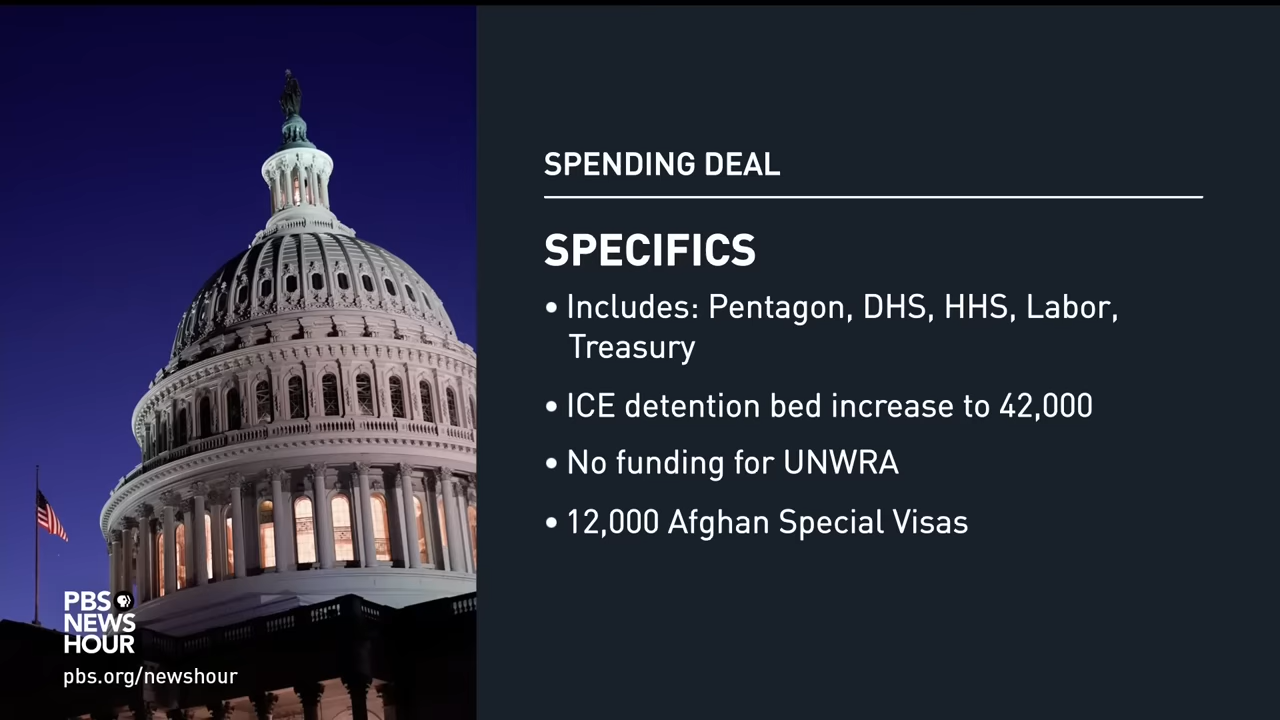 SPENDING DEAL
SPECIFICS
• Includes: Pentagon, DHS, HHS, Labor,
Treasury
• ICE detention bed increase to 42,000
• No funding for UNWRA
• 12,000 Afghan Special Visas
PBS
NEWS
HOUR
pbs.org/newshour